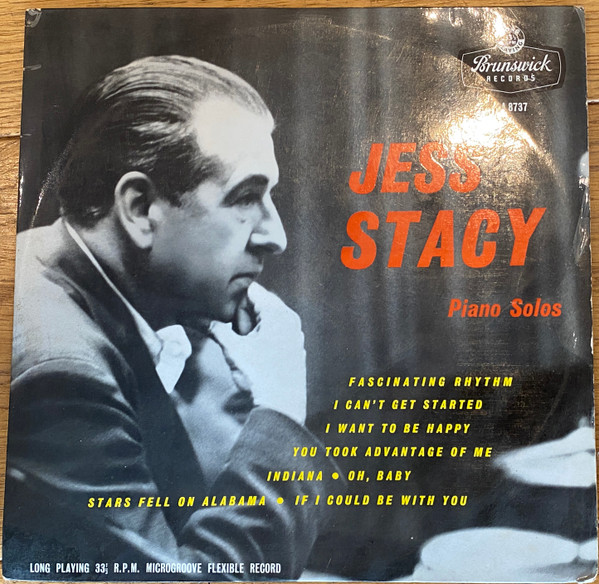 Brunswick
RECORDS
8737
JESS
STACY
Piano Solos
FASCINATING RHYTHM
I CAN'T GET STARTED
I WANT TO BE HAPPY
YOU TOOK ADVANTAGE OF ME
INDIANA • OH, BABY
STARS FELL ON ALABAMA • IF I COULD BE WITH YOU
LONG PLAYING 33⅓ R.P.M. MICROGROOVE FLEXIBLE RECORD